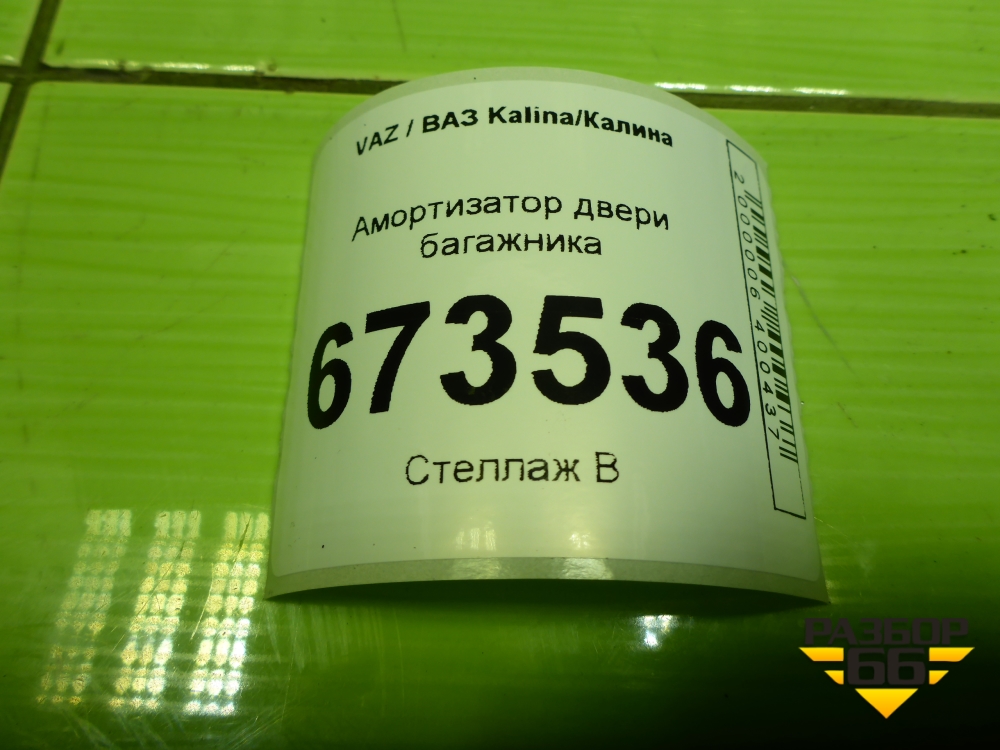 VAZ / ВАЗ Kalina/Калина
Амортизатор двери
багажника
673536
Стеллаж В
2000006400437
РАЗБОР
66